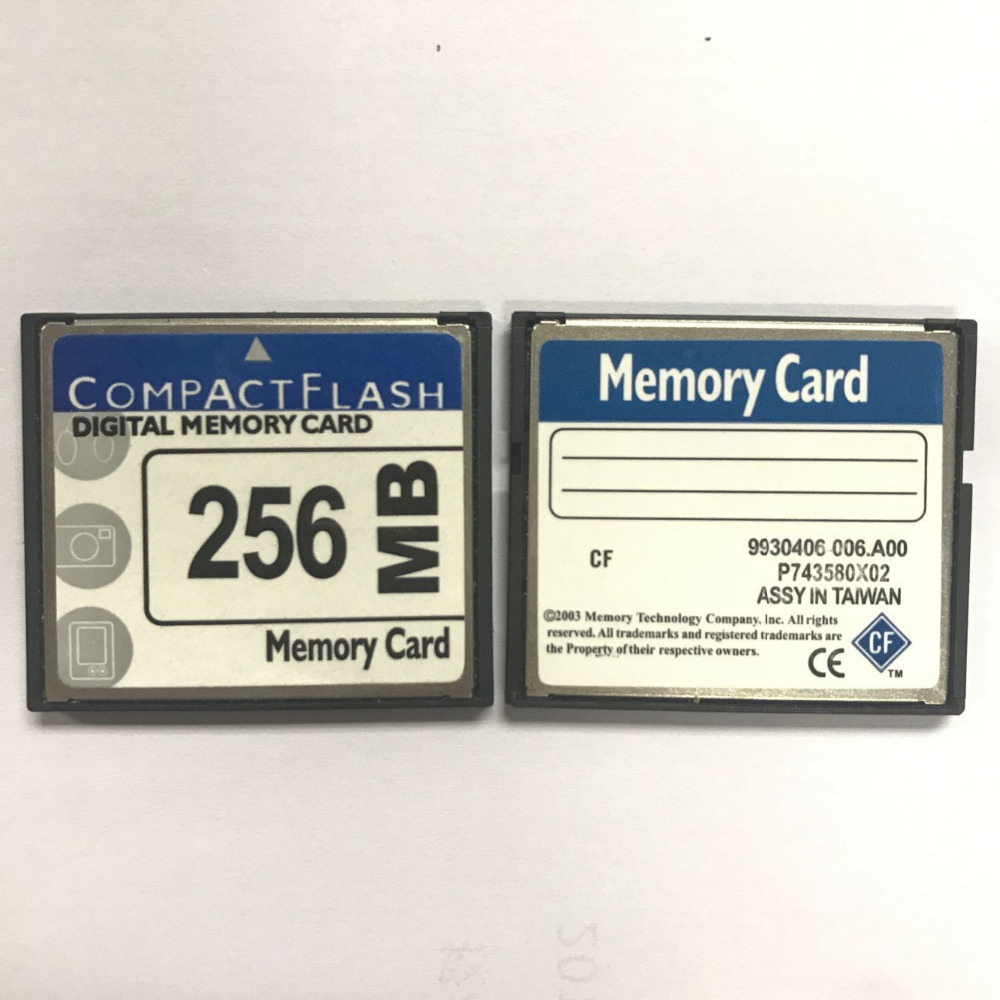 COMPACTFLASH
DIGITAL MEMORY CARD
256 MB
Memory Card
Memory Card
CF
9930406-006.A00
P743580X02
ASSY IN TAIWAN
©2003 Memory Technology Company, Inc. All rights
reserved. All trademarks and registered trademarks are
the Property of their respective owners.
CE
CF
TM